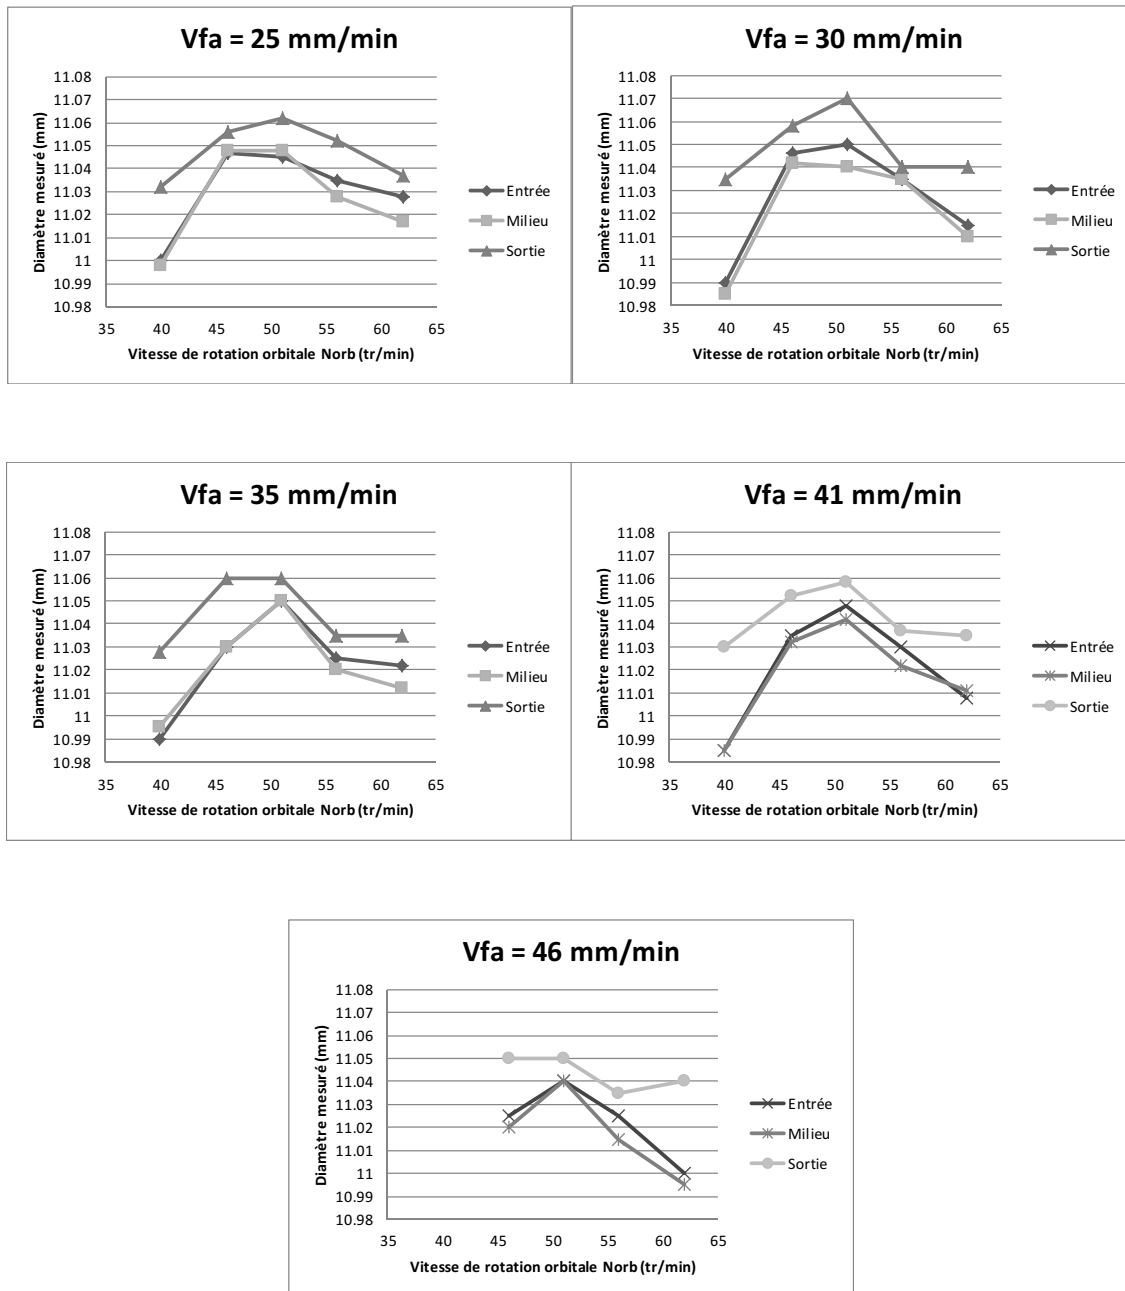 Vfa = 25 mm/min
Diamètre mesuré (mm)
11.08
11.07
11.06
11.05
11.04
11.03
11.02
11.01
11
10.99
10.98
35 40 45 50 55 60 65
Vitesse de rotation orbitale Norb (tr/min)
Entrée
Milieu
Sortie
Vfa = 30 mm/min
Diamètre mesuré (mm)
11.08
11.07
11.06
11.05
11.04
11.03
11.02
11.01
11
10.99
10.98
35 40 45 50 55 60 65
Vitesse de rotation orbitale Norb (tr/min)
Entrée
Milieu
Sortie
Vfa = 35 mm/min
Diamètre mesuré (mm)
11.08
11.07
11.06
11.05
11.04
11.03
11.02
11.01
11
10.99
10.98
35 40 45 50 55 60 65
Vitesse de rotation orbitale Norb (tr/min)
Entrée
Milieu
Sortie
Vfa = 41 mm/min
Diamètre mesuré (mm)
11.08
11.07
11.06
11.05
11.04
11.03
11.02
11.01
11
10.99
10.98
35 40 45 50 55 60 65
Vitesse de rotation orbitale Norb (tr/min)
Entrée
Milieu
Sortie
Vfa = 46 mm/min
Diamètre mesuré (mm)
11.08
11.07
11.06
11.05
11.04
11.03
11.02
11.01
11
10.99
10.98
35 40 45 50 55 60 65
Vitesse de rotation orbitale Norb (tr/min)
Entrée
Milieu
Sortie